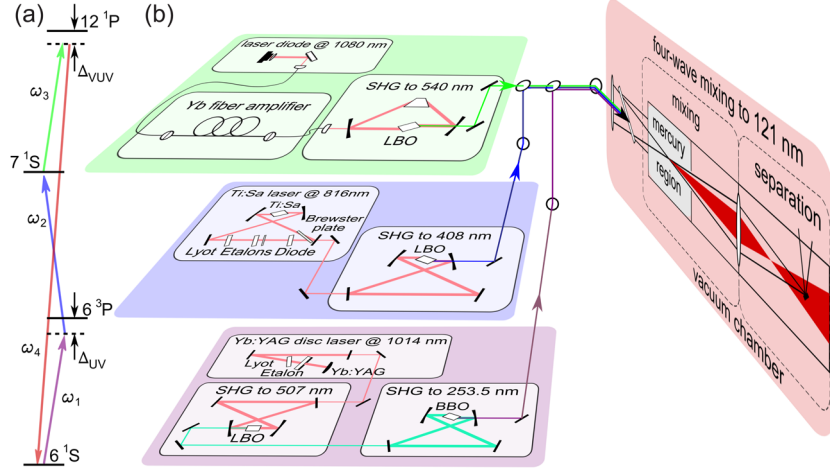 (a)
12 ¹P
Δ_VUV
ω₃
7 ¹S
ω₂
6 ³P
Δ_UV
ω₄
ω₁
6 ¹S
(b)
laser diode @ 1080 nm
Yb fiber amplifier
SHG to 540 nm
LBO
Ti:Sa laser @ 816nm
Ti:Sa
Brewster
plate
Lyot Etalons Diode
SHG to 408 nm
LBO
Yb:YAG disc laser @ 1014 nm
Lyot
Etalon
Yb:YAG
SHG to 507 nm
LBO
SHG to 253.5 nm
BBO
four-wave mixing to 121 nm
mixing
mercury
region
separation
vacuum chamber